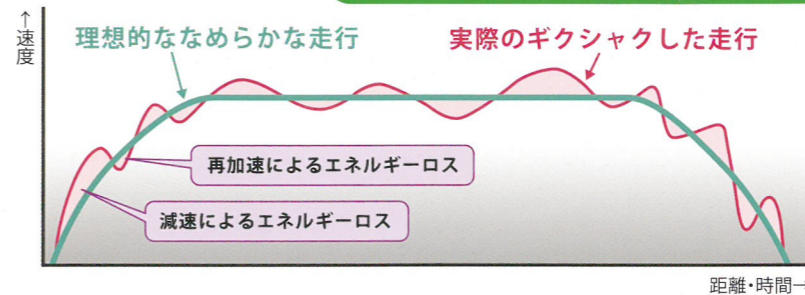 ↑速度
理想的ななめらかな走行
実際のギクシャクした走行
再加速によるエネルギーロス
減速によるエネルギーロス
距離・時間→